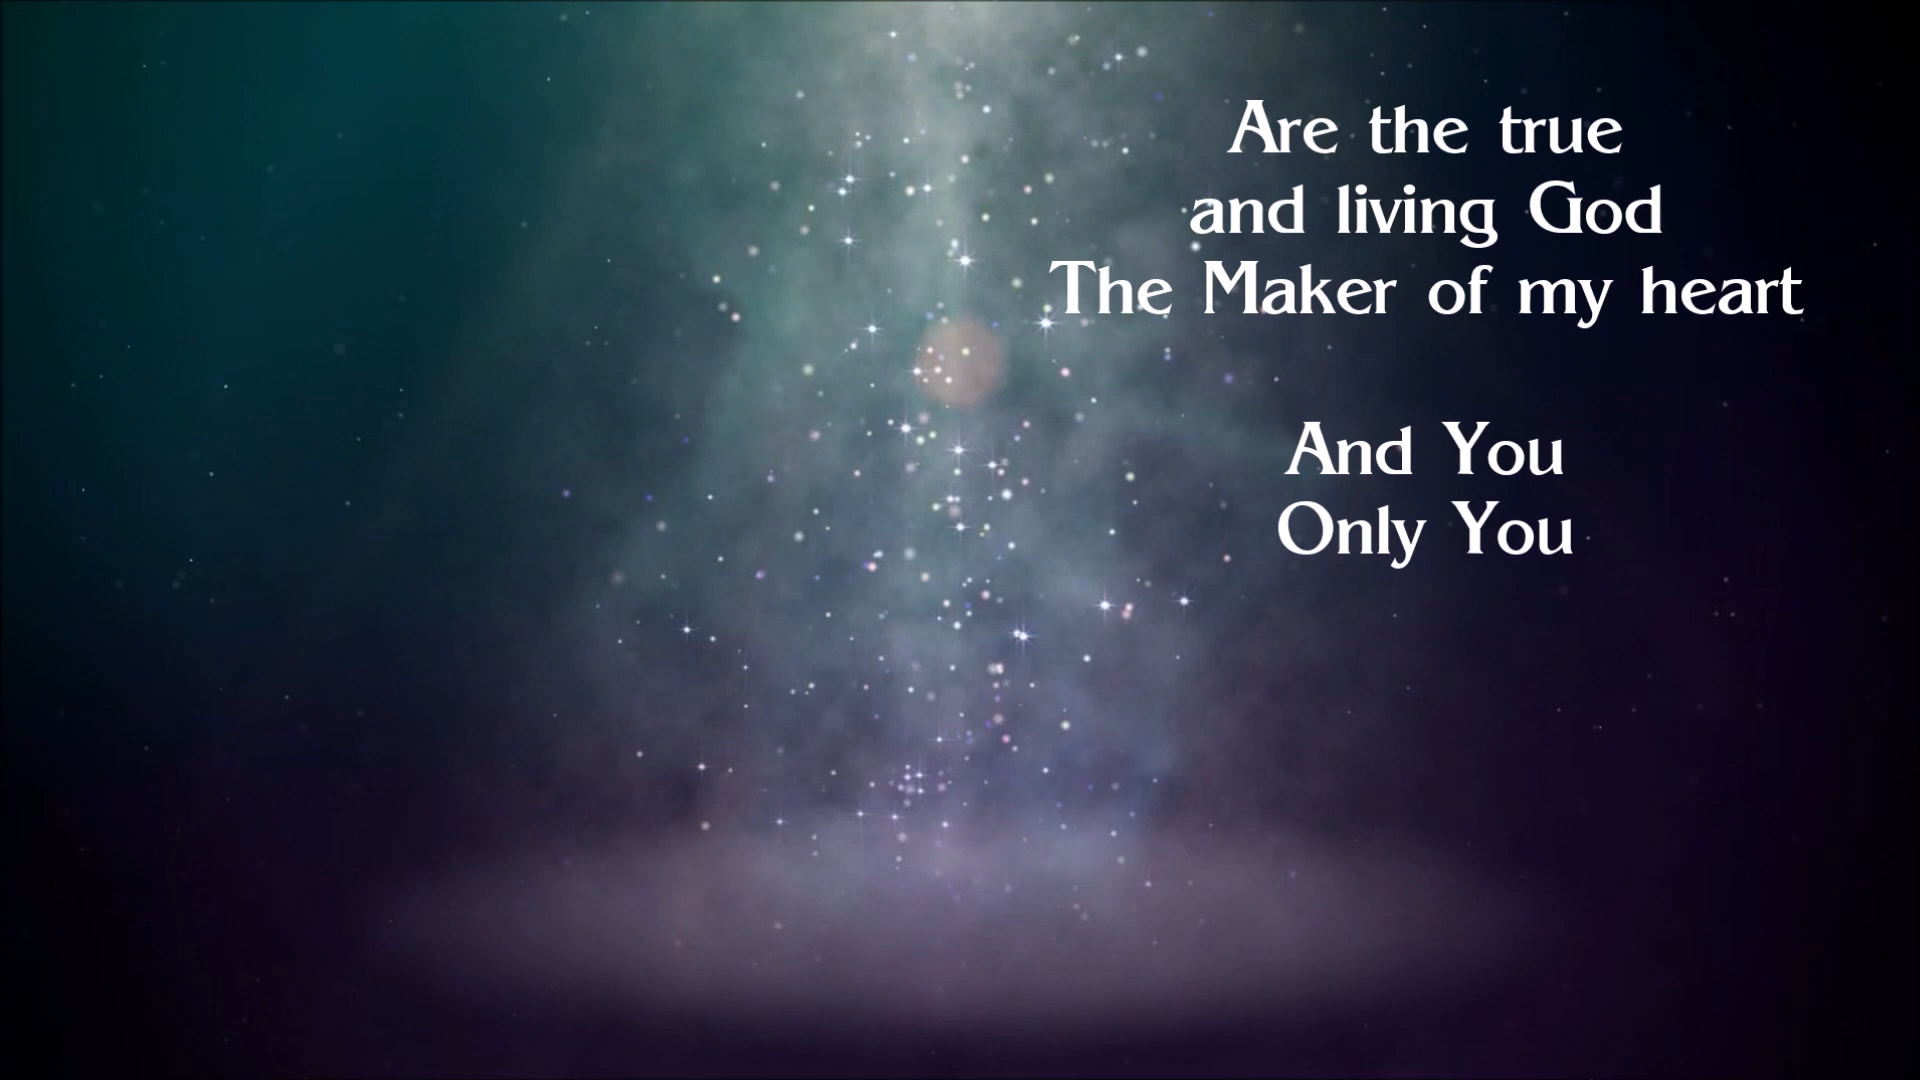 Are the true
and living God
The Maker of my heart
And You
Only You